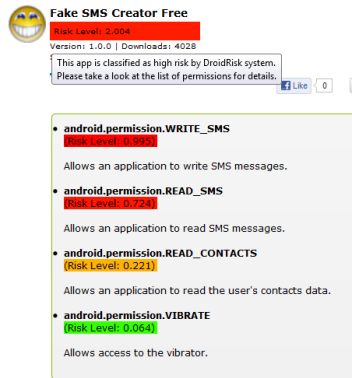 Fake SMS Creator Free
Risk Level: 2.004
Version: 1.0.0 | Downloads: 4028
This app is classified as high risk by DroidRisk system.
Please take a look at the list of permissions for details.
Like 0
android.permission.WRITE_SMS
(Risk Level: 0.995)
Allows an application to write SMS messages.
android.permission.READ_SMS
(Risk Level: 0.724)
Allows an application to read SMS messages.
android.permission.READ_CONTACTS
(Risk Level: 0.221)
Allows an application to read the user's contacts data.
android.permission.VIBRATE
(Risk Level: 0.064)
Allows access to the vibrator.